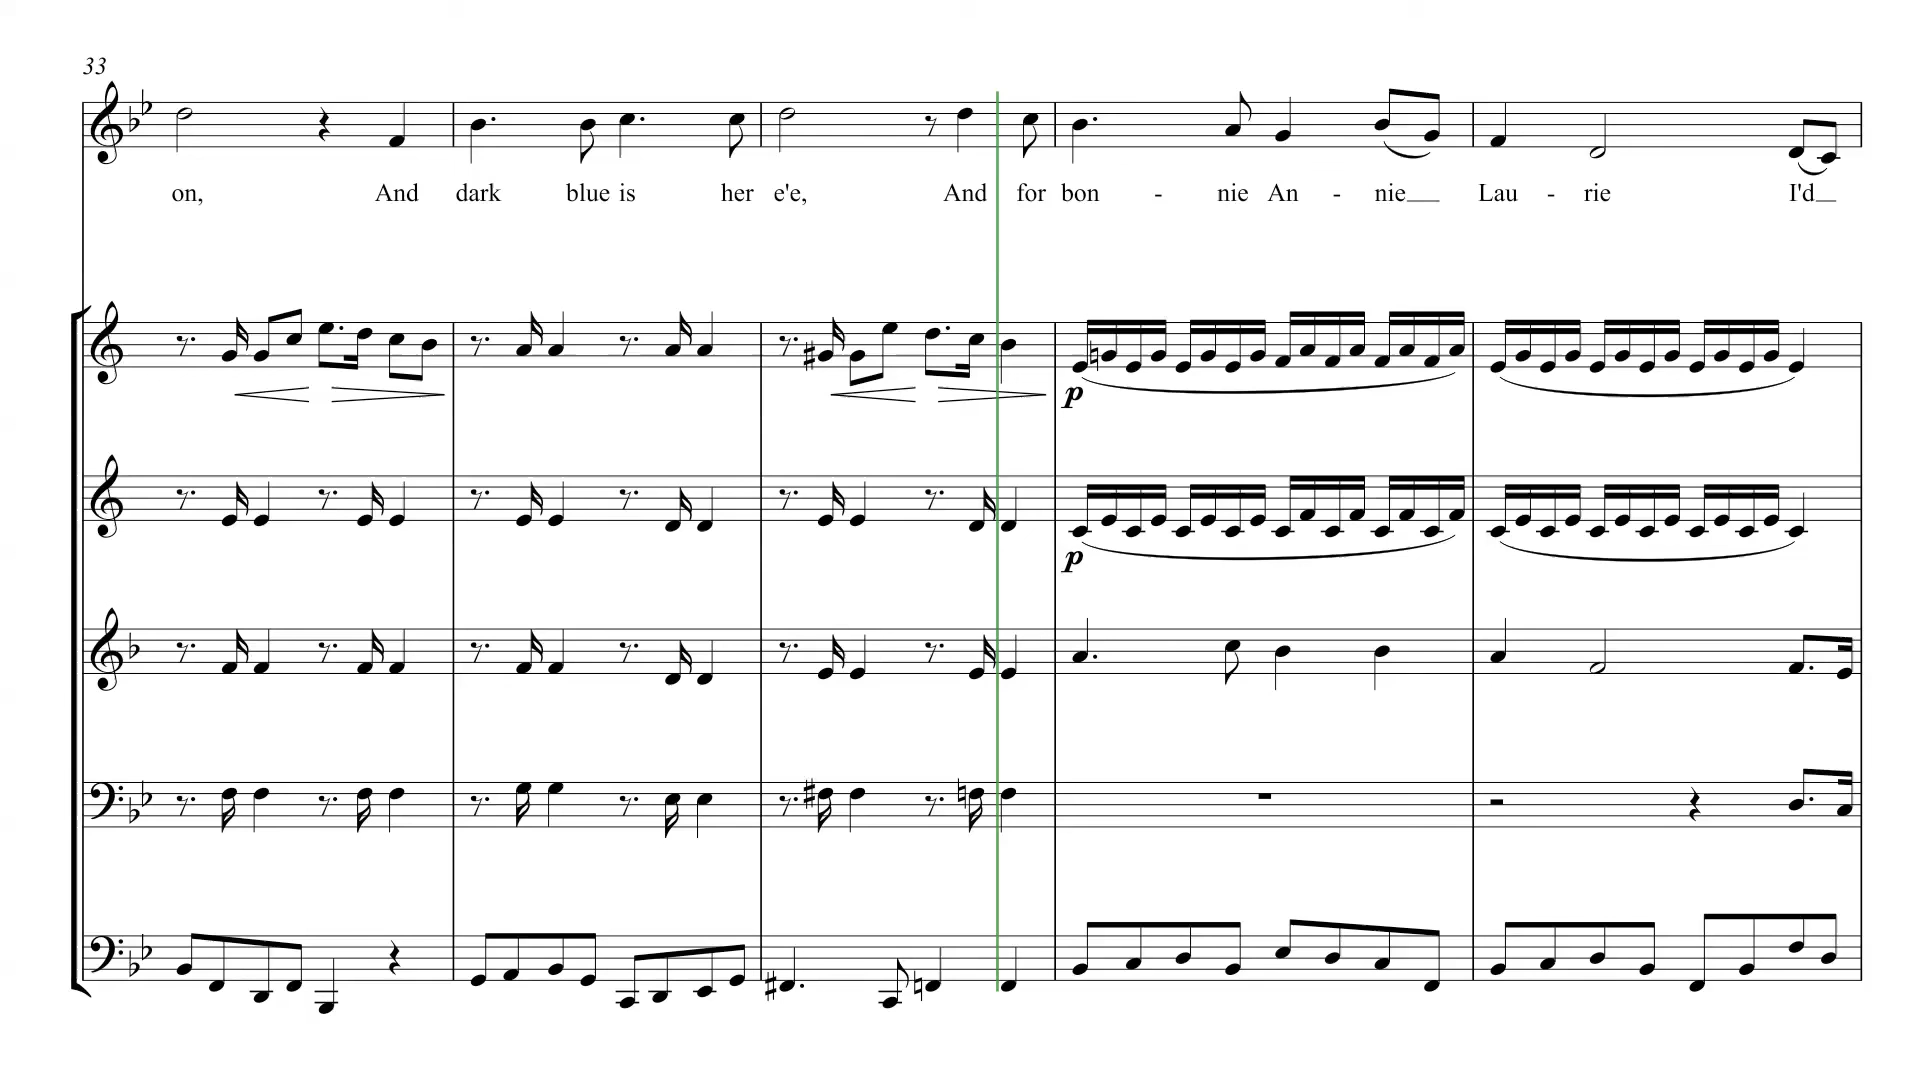 33
on, And dark blue is her e'e, And for bon - nie An - nie Lau - rie I'd
p
p